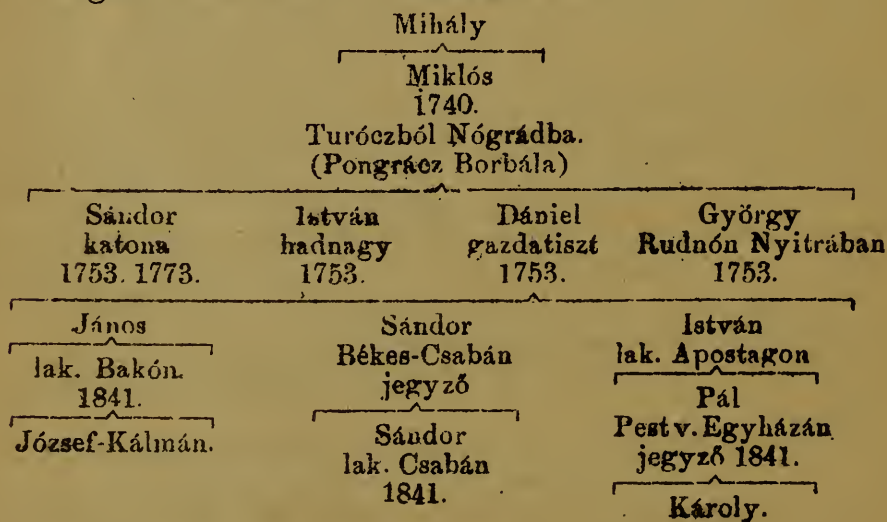 Mihály
Miklós
1740.
Turóczból Nógrádba.
(Pongrácz Borbála)
Sándor István Dániel György
katona hadnagy gazdatiszt Rudnón Nyitrában
1753. 1773. 1753. 1753. 1753.
János Sándor István
lak. Bakón. Békes-Csabán lak. Apostagon
1841. jegyző Pál
József-Kálmán. Sándor Pest v. Egyházán
lak. Csabán jegyző 1841.
1841. Károly.